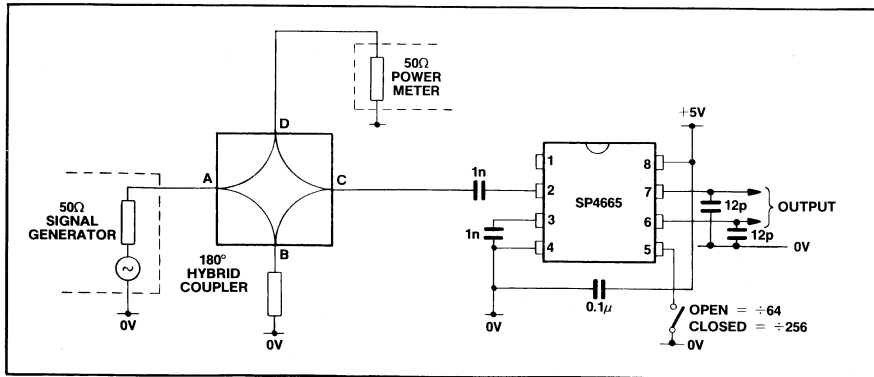 50Ω
POWER
METER
D
A
C
B
50Ω
SIGNAL
GENERATOR
0V
180°
HYBRID
COUPLER
0V
1n
1n
0V
SP4665
1
2
3
4
8
7
6
5
+5V
12p
12p
OUTPUT
0V
0.1µ
OPEN = ÷64
CLOSED = ÷256
0V